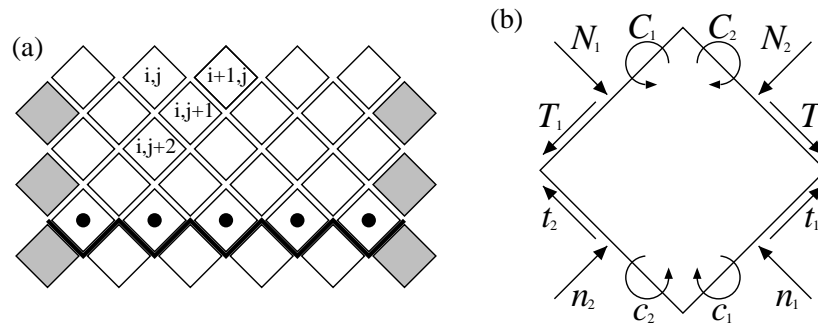 (a)
i,j
i+1,j
i,j+1
i,j+2
(b)
N1 C1 C2 N2
T1 T
t2 t1
n2 c2 c1 n1